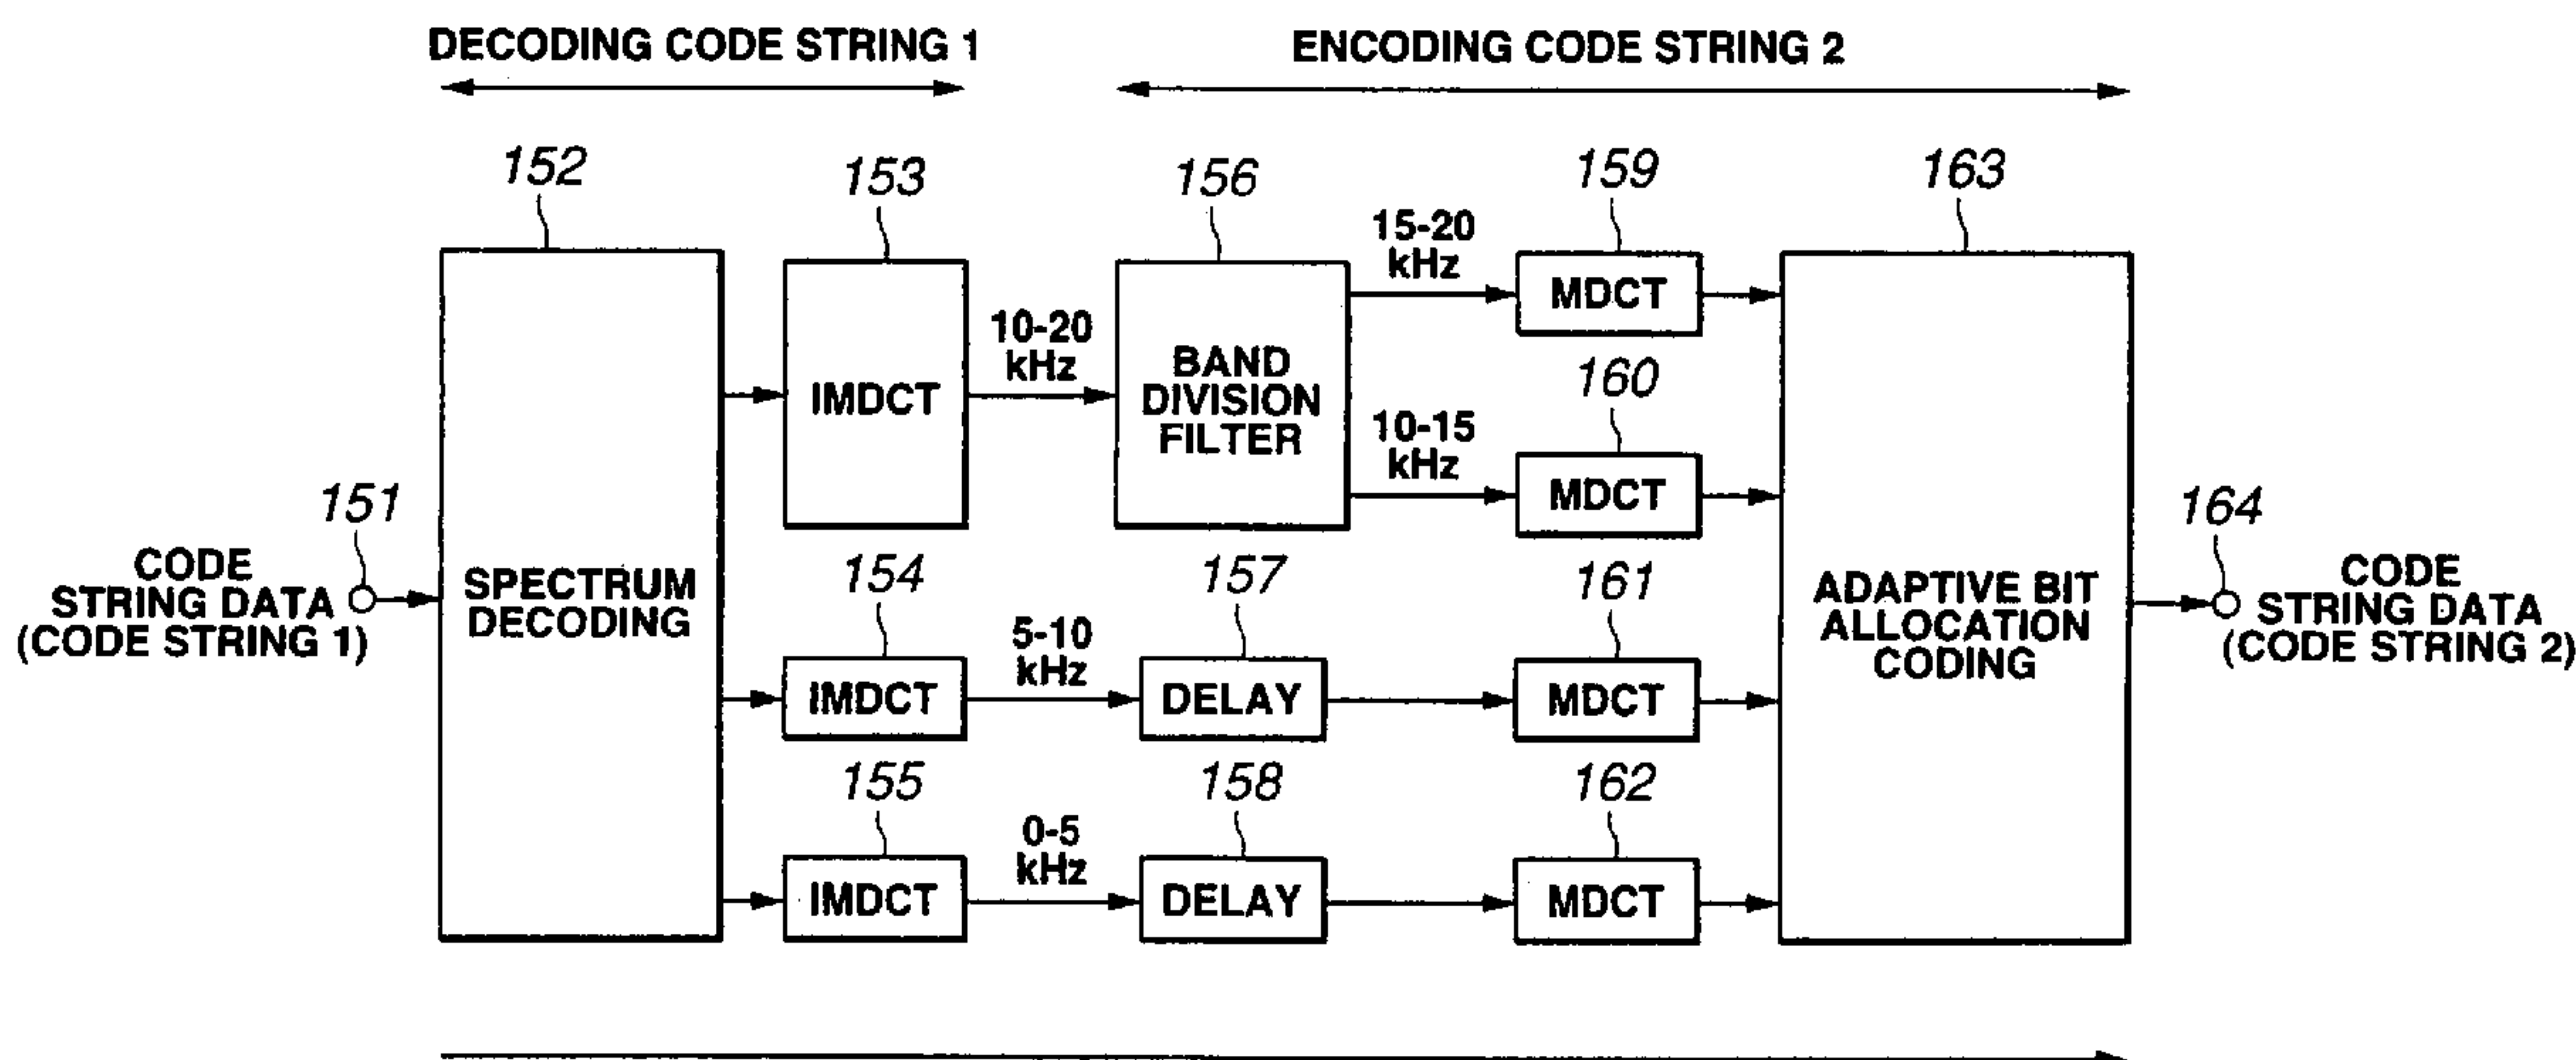 DECODING CODE STRING 1
ENCODING CODE STRING 2
152
153
156
159
163
15-20
kHz
MDCT
10-20
kHz
IMDCT
BAND
DIVISION
FILTER
160
10-15
kHz
MDCT
151
164
CODE
STRING DATA
(CODE STRING 1)
SPECTRUM
DECODING
154
157
161
ADAPTIVE BIT
ALLOCATION
CODING
CODE
STRING DATA
(CODE STRING 2)
5-10
kHz
IMDCT
DELAY
MDCT
155
158
162
0-5
kHz
IMDCT
DELAY
MDCT